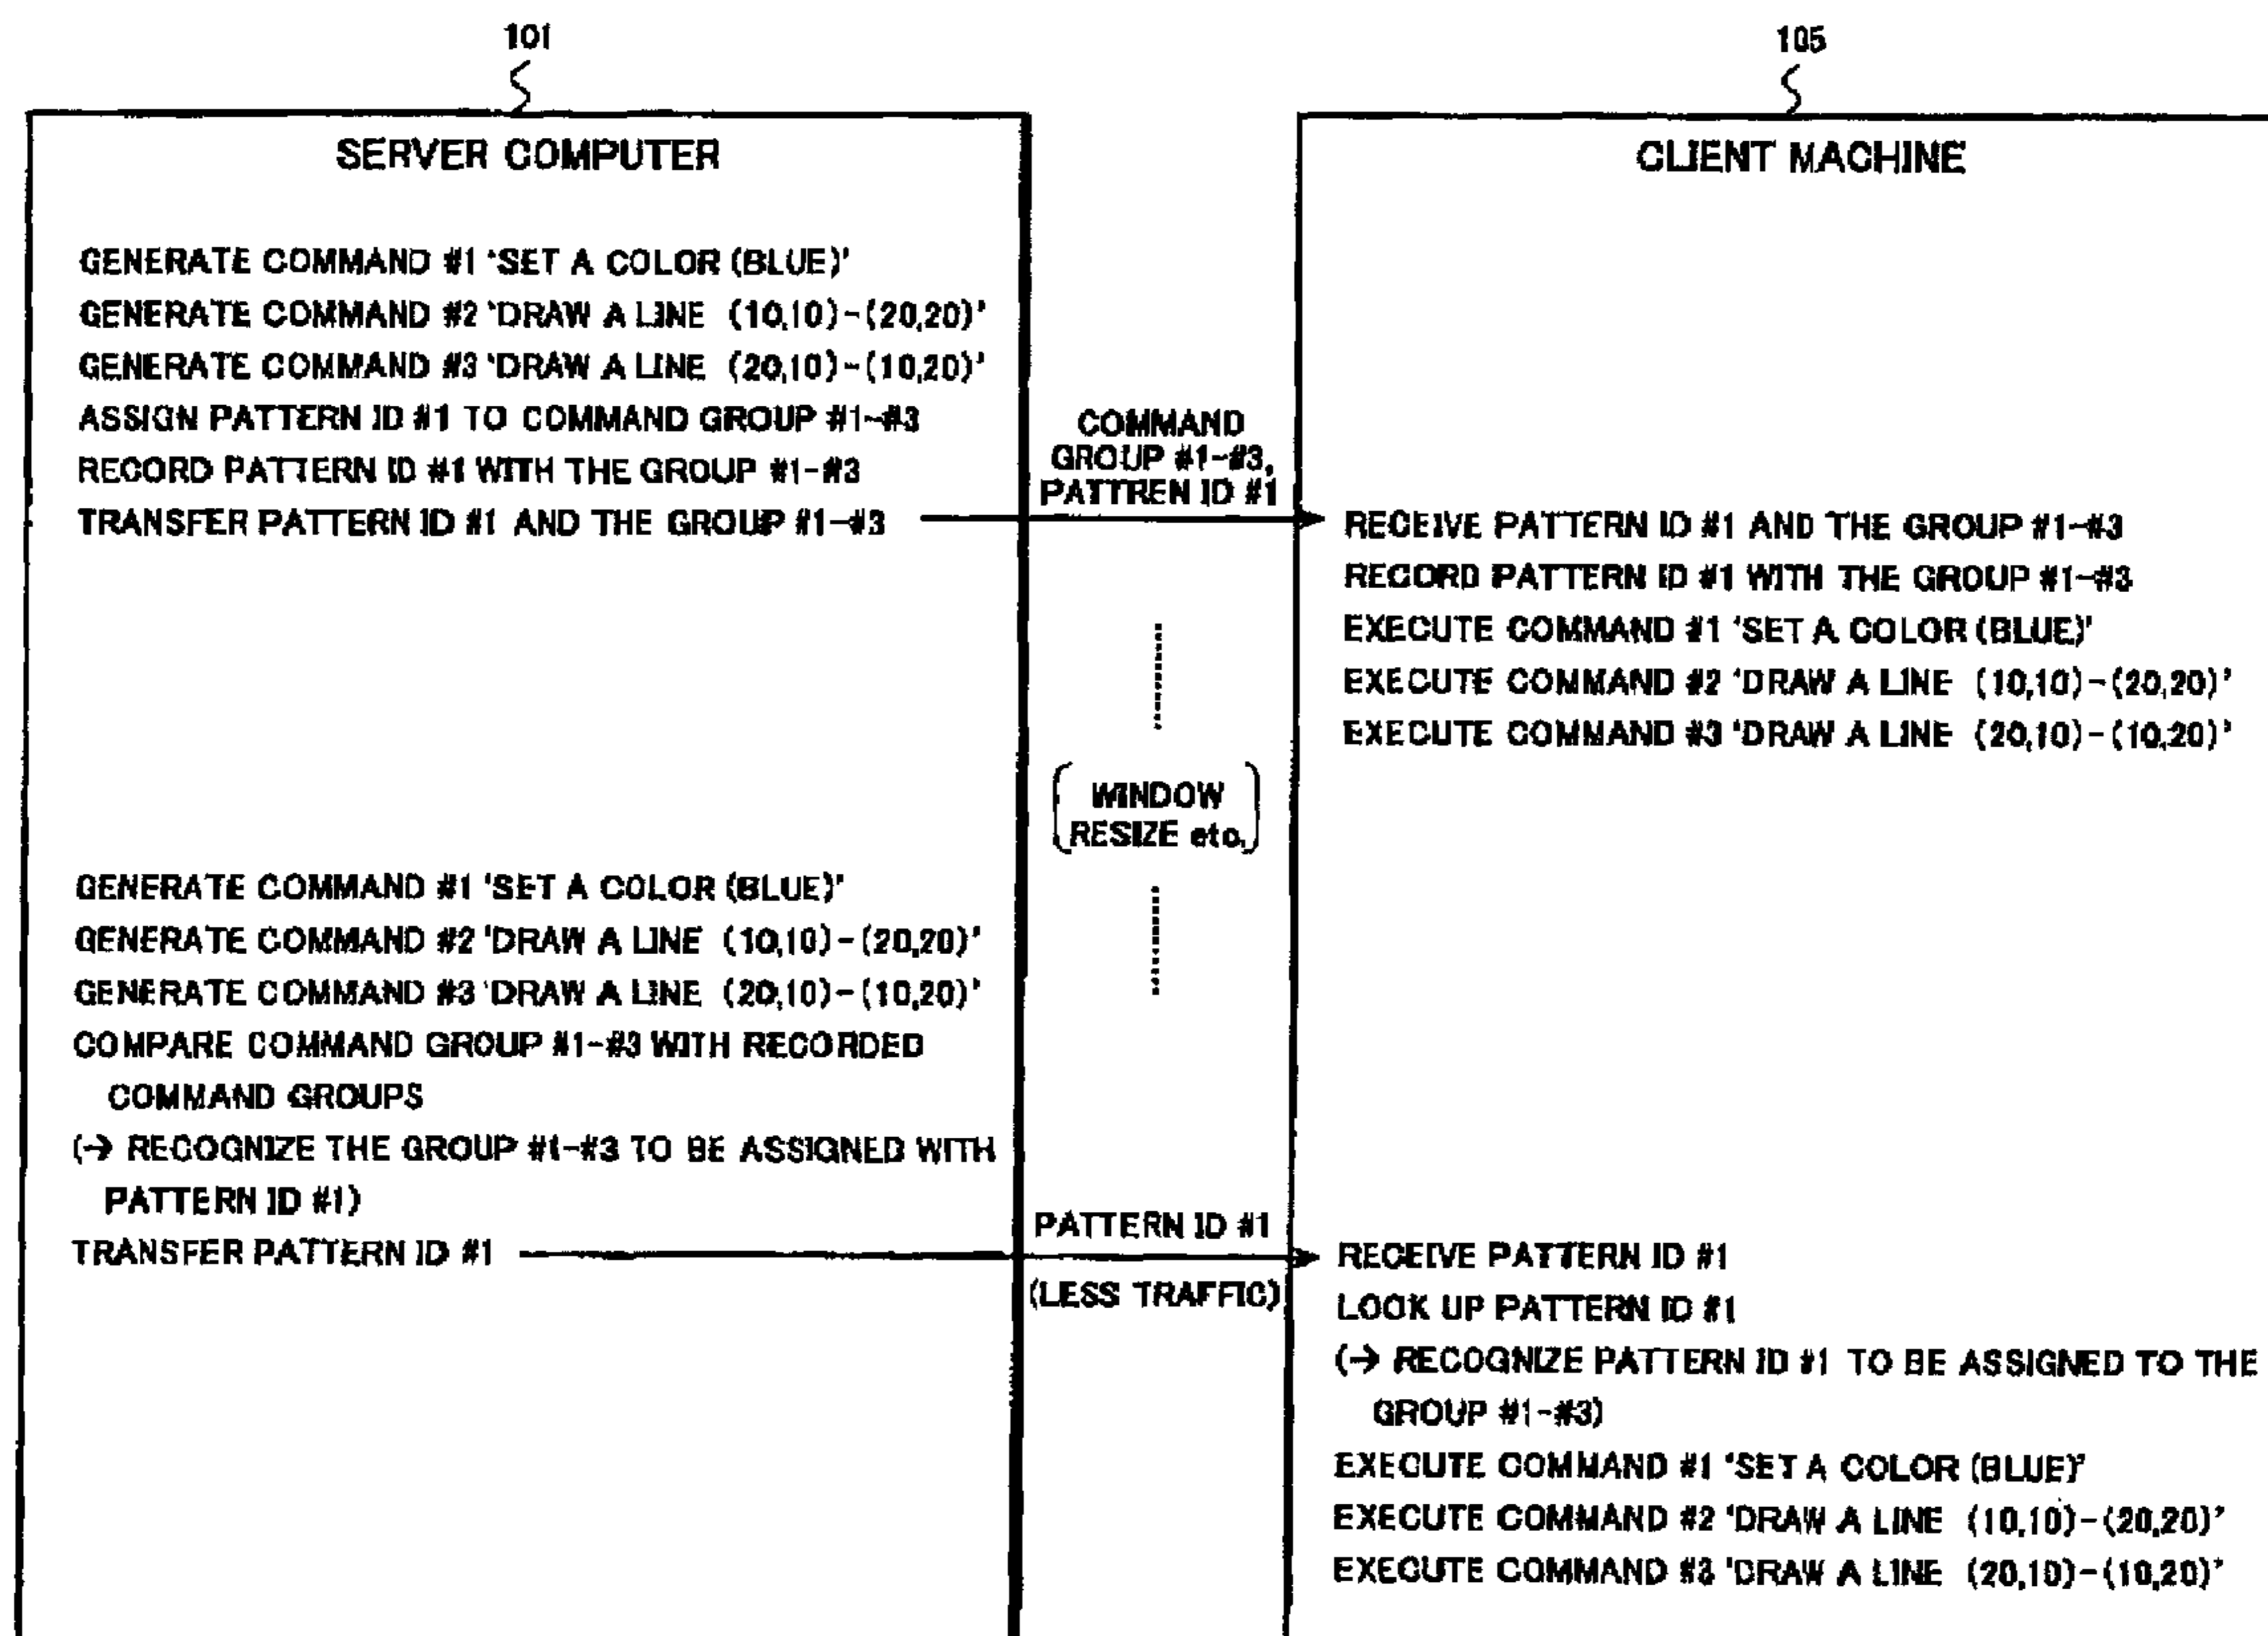 101
SERVER COMPUTER
GENERATE COMMAND #1 'SET A COLOR (BLUE)'
GENERATE COMMAND #2 'DRAW A LINE (10,10)-(20,20)'
GENERATE COMMAND #3 'DRAW A LINE (20,10)-(10,20)'
ASSIGN PATTERN ID #1 TO COMMAND GROUP #1-#3
RECORD PATTERN ID #1 WITH THE GROUP #1-#3
TRANSFER PATTERN ID #1 AND THE GROUP #1-#3
GENERATE COMMAND #1 'SET A COLOR (BLUE)'
GENERATE COMMAND #2 'DRAW A LINE (10,10)-(20,20)'
GENERATE COMMAND #3 'DRAW A LINE (20,10)-(10,20)'
COMPARE COMMAND GROUP #1-#3 WITH RECORDED
COMMAND GROUPS
(→ RECOGNIZE THE GROUP #1-#3 TO BE ASSIGNED WITH
PATTERN ID #1)
TRANSFER PATTERN ID #1
COMMAND
GROUP #1-#3,
PATTREN ID #1
WINDOW
RESIZE etc.
PATTERN ID #1
(LESS TRAFFIC)
105
CLIENT MACHINE
RECEIVE PATTERN ID #1 AND THE GROUP #1-#3
RECORD PATTERN ID #1 WITH THE GROUP #1-#3
EXECUTE COMMAND #1 'SET A COLOR (BLUE)'
EXECUTE COMMAND #2 'DRAW A LINE (10,10)-(20,20)'
EXECUTE COMMAND #3 'DRAW A LINE (20,10)-(10,20)'
RECEIVE PATTERN ID #1
LOOK UP PATTERN ID #1
(→ RECOGNIZE PATTERN ID #1 TO BE ASSIGNED TO THE
GROUP #1-#3)
EXECUTE COMMAND #1 'SET A COLOR (BLUE)'
EXECUTE COMMAND #2 'DRAW A LINE (10,10)-(20,20)'
EXECUTE COMMAND #3 'DRAW A LINE (20,10)-(10,20)'